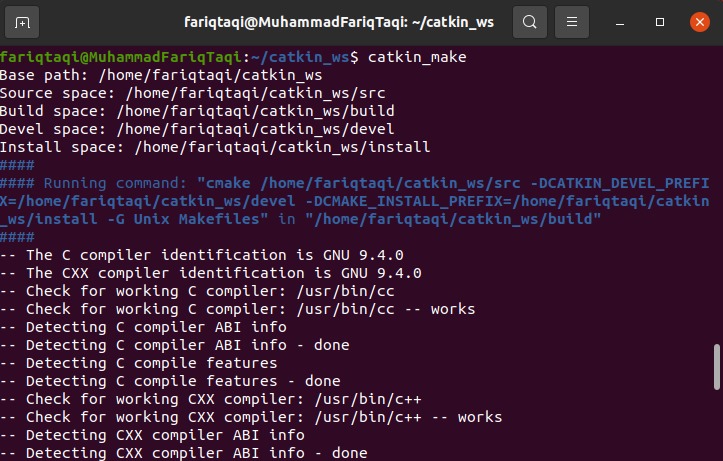 fariqtaqi@MuhammadFariqTaqi: ~/catkin_ws
fariqtaqi@MuhammadFariqTaqi:~/catkin_ws$ catkin_make
Base path: /home/fariqtaqi/catkin_ws
Source space: /home/fariqtaqi/catkin_ws/src
Build space: /home/fariqtaqi/catkin_ws/build
Devel space: /home/fariqtaqi/catkin_ws/devel
Install space: /home/fariqtaqi/catkin_ws/install
####
#### Running command: "cmake /home/fariqtaqi/catkin_ws/src -DCATKIN_DEVEL_PREFI
X=/home/fariqtaqi/catkin_ws/devel -DCMAKE_INSTALL_PREFIX=/home/fariqtaqi/catkin
_ws/install -G Unix Makefiles" in "/home/fariqtaqi/catkin_ws/build"
####
-- The C compiler identification is GNU 9.4.0
-- The CXX compiler identification is GNU 9.4.0
-- Check for working C compiler: /usr/bin/cc
-- Check for working C compiler: /usr/bin/cc -- works
-- Detecting C compiler ABI info
-- Detecting C compiler ABI info - done
-- Detecting C compile features
-- Detecting C compile features - done
-- Check for working CXX compiler: /usr/bin/c++
-- Check for working CXX compiler: /usr/bin/c++ -- works
-- Detecting CXX compiler ABI info
-- Detecting CXX compiler ABI info - done